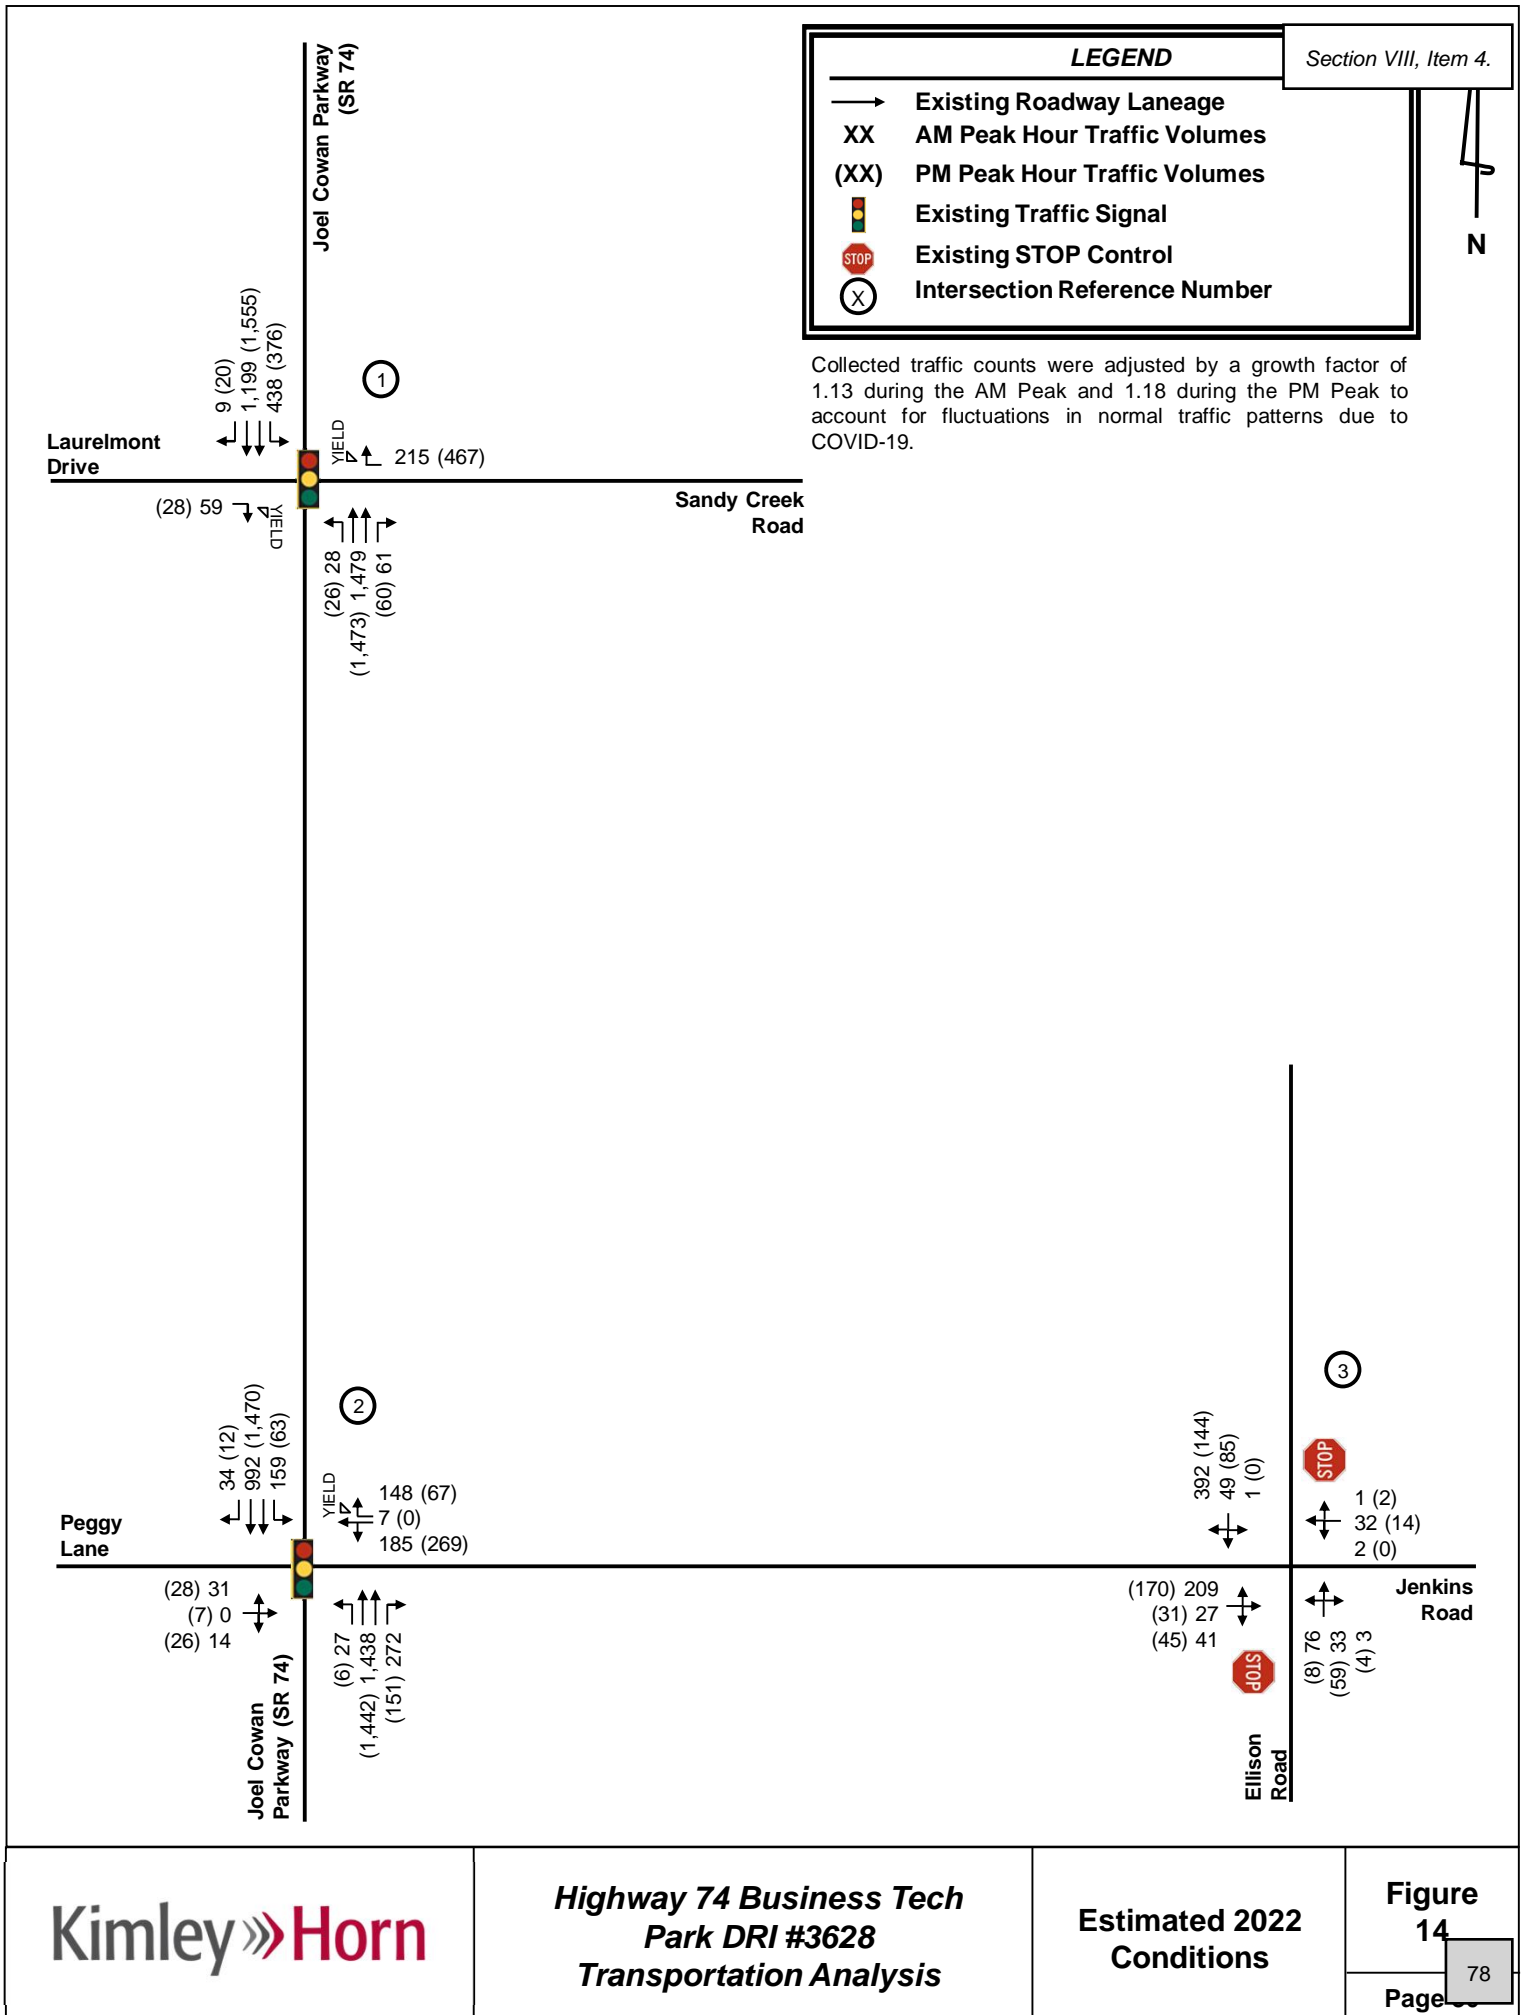 Joel Cowan Parkway
(SR 74)
LEGEND
Section VIII, Item 4.
Existing Roadway Laneage
XX AM Peak Hour Traffic Volumes
(XX) PM Peak Hour Traffic Volumes
Existing Traffic Signal
STOP Existing STOP Control
X Intersection Reference Number
N
Collected traffic counts were adjusted by a growth factor of
1.13 during the AM Peak and 1.18 during the PM Peak to
account for fluctuations in normal traffic patterns due to
COVID-19.
9 (20)
1,199 (1,555)
438 (376)
1
Laurelmont
Drive
YIELD
215 (467)
(28) 59
YIELD
Sandy Creek
Road
(26) 28
(1,473) 1,479
(60) 61
34 (12)
992 (1,470)
159 (63)
2
YIELD
148 (67)
7 (0)
185 (269)
Peggy
Lane
(28) 31
(7) 0
(26) 14
(6) 27
(1,442) 1,438
(151) 272
Joel Cowan
Parkway (SR 74)
3
392 (144)
49 (85)
1 (0)
STOP
1 (2)
32 (14)
2 (0)
Jenkins
Road
(170) 209
(31) 27
(45) 41
STOP
(8) 76
(59) 33
(4) 3
Ellison
Road
Kimley»Horn
Highway 74 Business Tech
Park DRI #3628
Transportation Analysis
Estimated 2022
Conditions
Figure
14
78
Page